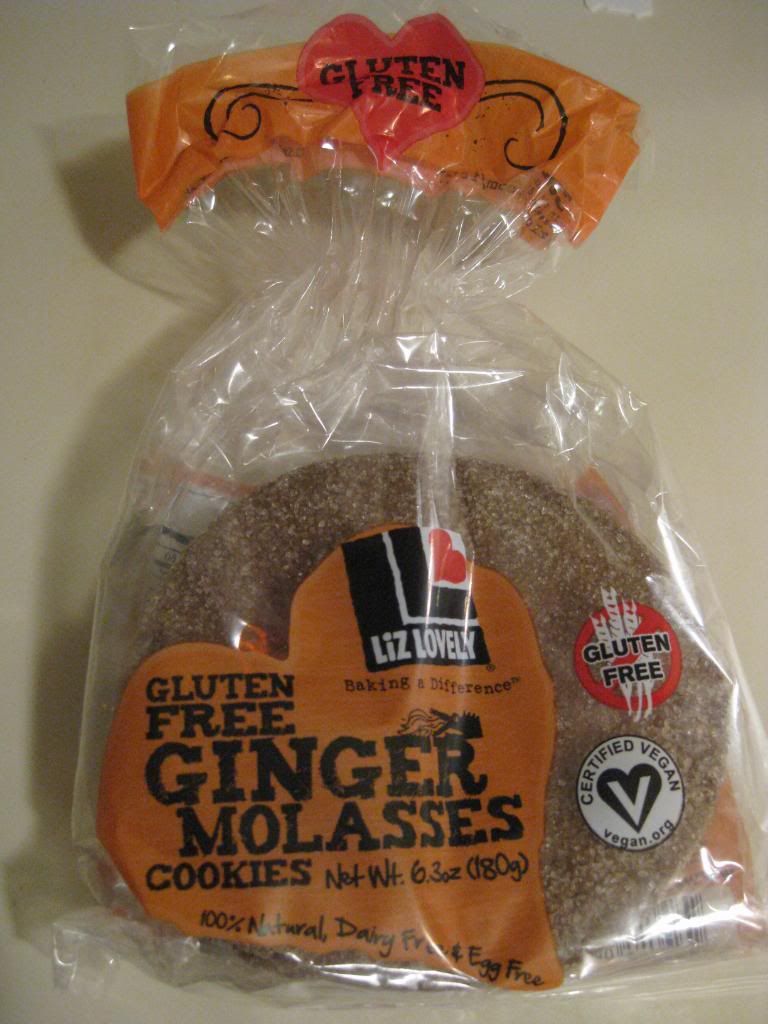 GLUTEN
FREE
LiZ LOVELY
Baking a Difference™
GLUTEN
FREE
GLUTEN
FREE
GINGER
MOLASSES
COOKIES Net Wt. 6.3oz (180g)
100% Natural, Dairy Free & Egg Free
CERTIFIED VEGAN
V
vegan.org